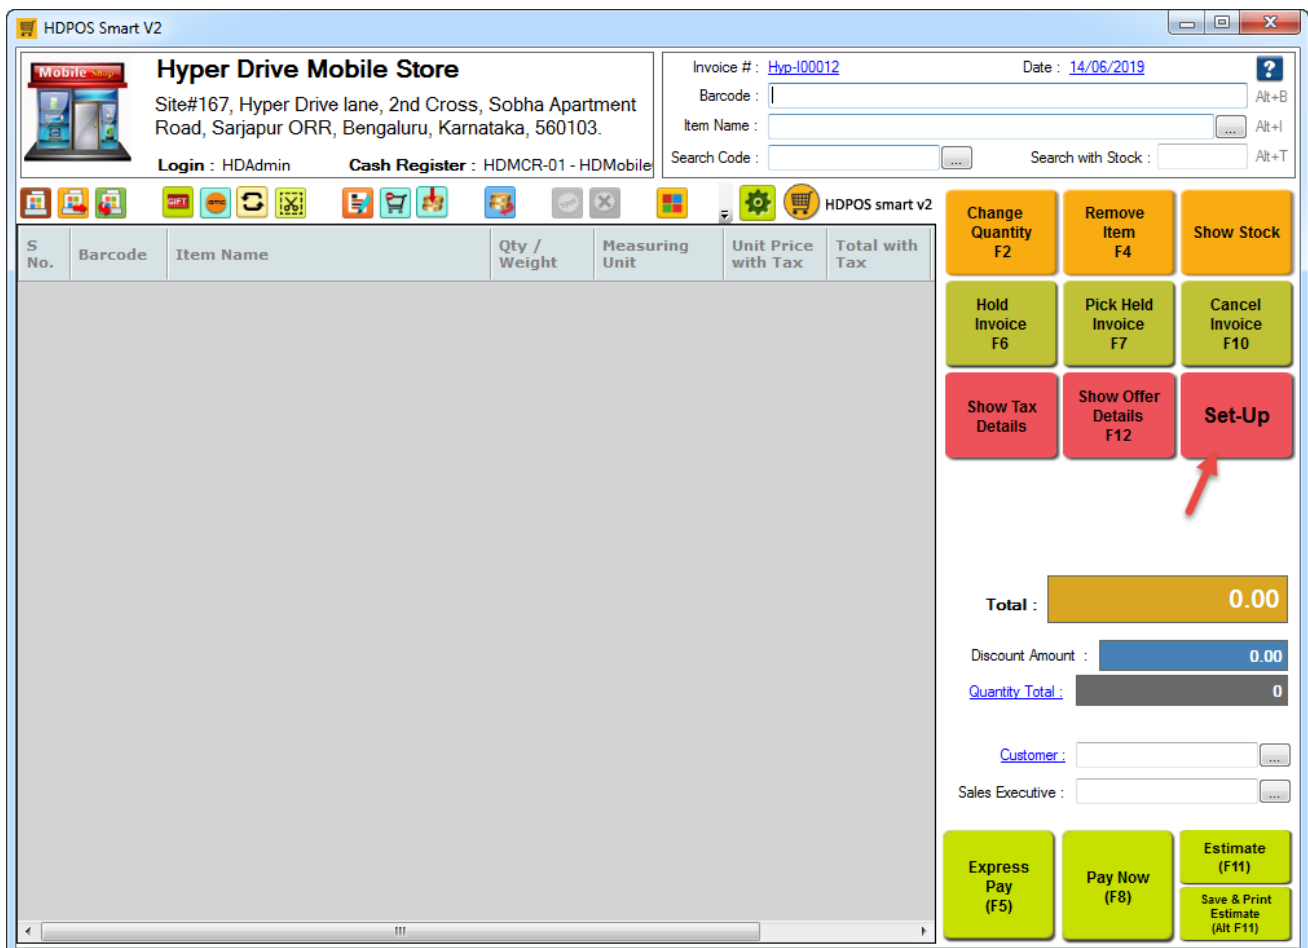 HDPOS Smart V2
Mobile Shop
Hyper Drive Mobile Store
Site#167, Hyper Drive lane, 2nd Cross, Sobha Apartment
Road, Sarjapur ORR, Bengaluru, Karnataka, 560103.
Login : HDAdmin Cash Register : HDMCR-01 - HDMobile
Invoice # : Hyp-I00012 Date : 14/06/2019 ?
Barcode : Alt+B
Item Name : ... Alt+I
Search Code : ... Search with Stock : Alt+T
GIFT amc HDPOS smart v2
S No. Barcode Item Name Qty / Weight Measuring Unit Unit Price with Tax Total with Tax
Change Quantity F2
Remove Item F4
Show Stock
Hold Invoice F6
Pick Held Invoice F7
Cancel Invoice F10
Show Tax Details
Show Offer Details F12
Set-Up
Total : 0.00
Discount Amount : 0.00
Quantity Total : 0
Customer : ...
Sales Executive : ...
Express Pay (F5)
Pay Now (F8)
Estimate (F11)
Save & Print Estimate (Alt F11)